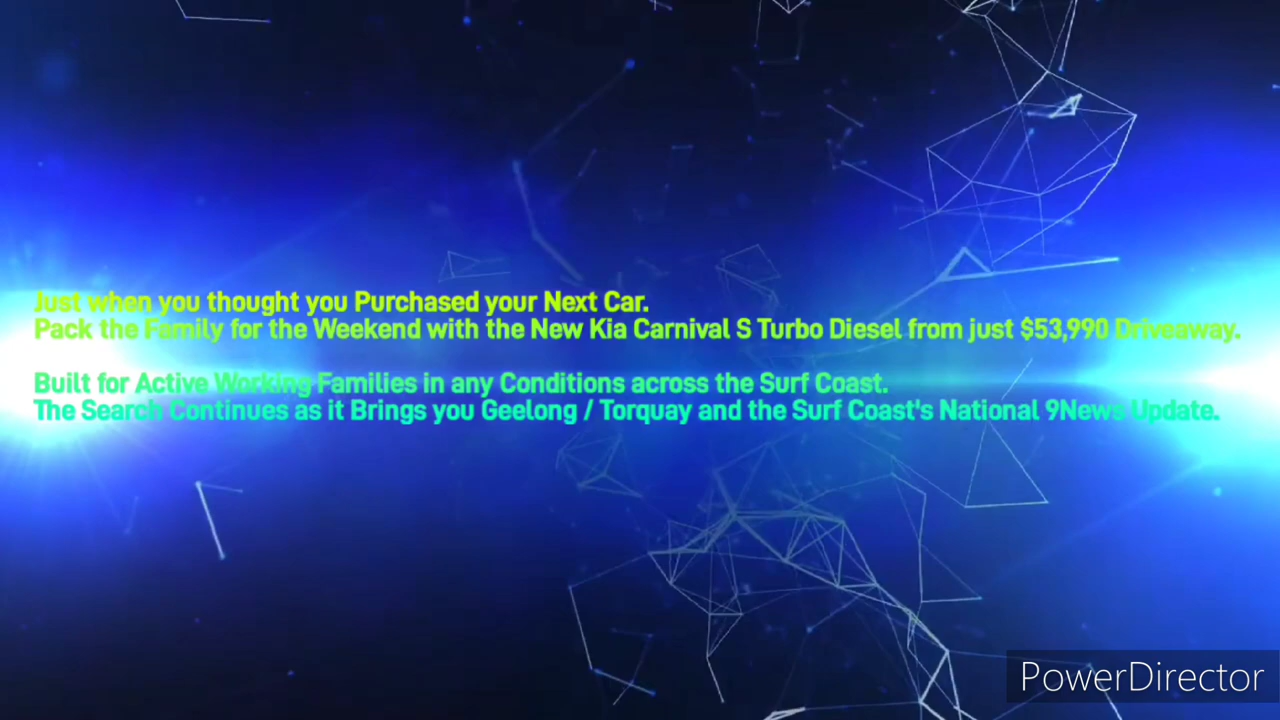 Just when you thought you Purchased your Next Car.
Pack the Family for the Weekend with the New Kia Carnival S Turbo Diesel from just $53,990 Driveaway.
Built for Active Working Families in any Conditions across the Surf Coast.
The Search Continues as it Brings you Geelong / Torquay and the Surf Coast's National 9News Update.
PowerDirector